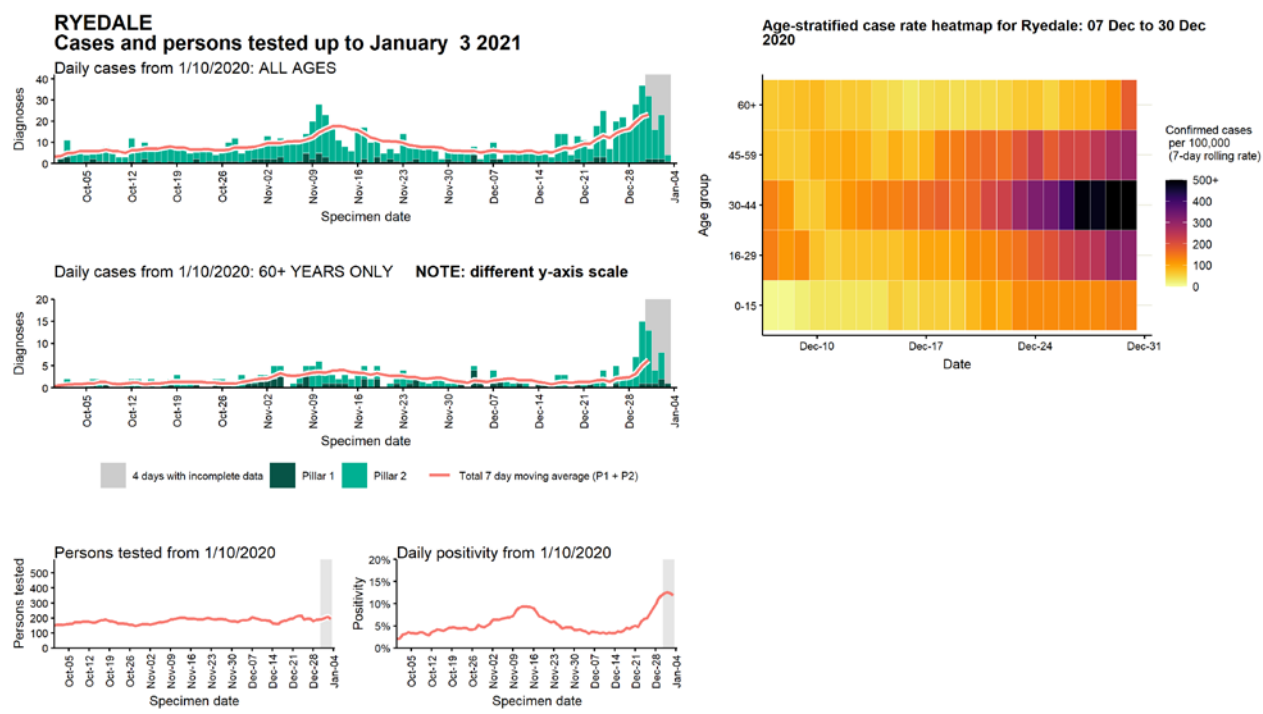 RYEDALE
Cases and persons tested up to January 3 2021
Daily cases from 1/10/2020: ALL AGES
Diagnoses
40
30
20
10
0
Oct-05
Oct-12
Oct-19
Oct-26
Nov-02
Nov-09
Nov-16
Nov-23
Nov-30
Dec-07
Dec-14
Dec-21
Dec-28
Jan-04
Specimen date
Daily cases from 1/10/2020: 60+ YEARS ONLY NOTE: different y-axis scale
Diagnoses
20
15
10
5
0
Oct-05
Oct-12
Oct-19
Oct-26
Nov-02
Nov-09
Nov-16
Nov-23
Nov-30
Dec-07
Dec-14
Dec-21
Dec-28
Jan-04
Specimen date
4 days with incomplete data Pillar 1 Pillar 2 Total 7 day moving average (P1 + P2)
Persons tested from 1/10/2020
Persons tested
500
400
300
200
100
0
Oct-05
Oct-12
Oct-19
Oct-26
Nov-02
Nov-09
Nov-16
Nov-23
Nov-30
Dec-07
Dec-14
Dec-21
Dec-28
Jan-04
Specimen date
Daily positivity from 1/10/2020
Positivity
20%
15%
10%
5%
0%
Oct-05
Oct-12
Oct-19
Oct-26
Nov-02
Nov-09
Nov-16
Nov-23
Nov-30
Dec-07
Dec-14
Dec-21
Dec-28
Jan-04
Specimen date
Age-stratified case rate heatmap for Ryedale: 07 Dec to 30 Dec
2020
Age group
60+
45-59
30-44
16-29
0-15
Dec-10 Dec-17 Dec-24 Dec-31
Date
Confirmed cases
per 100,000
(7-day rolling rate)
500+
400
300
200
100
0